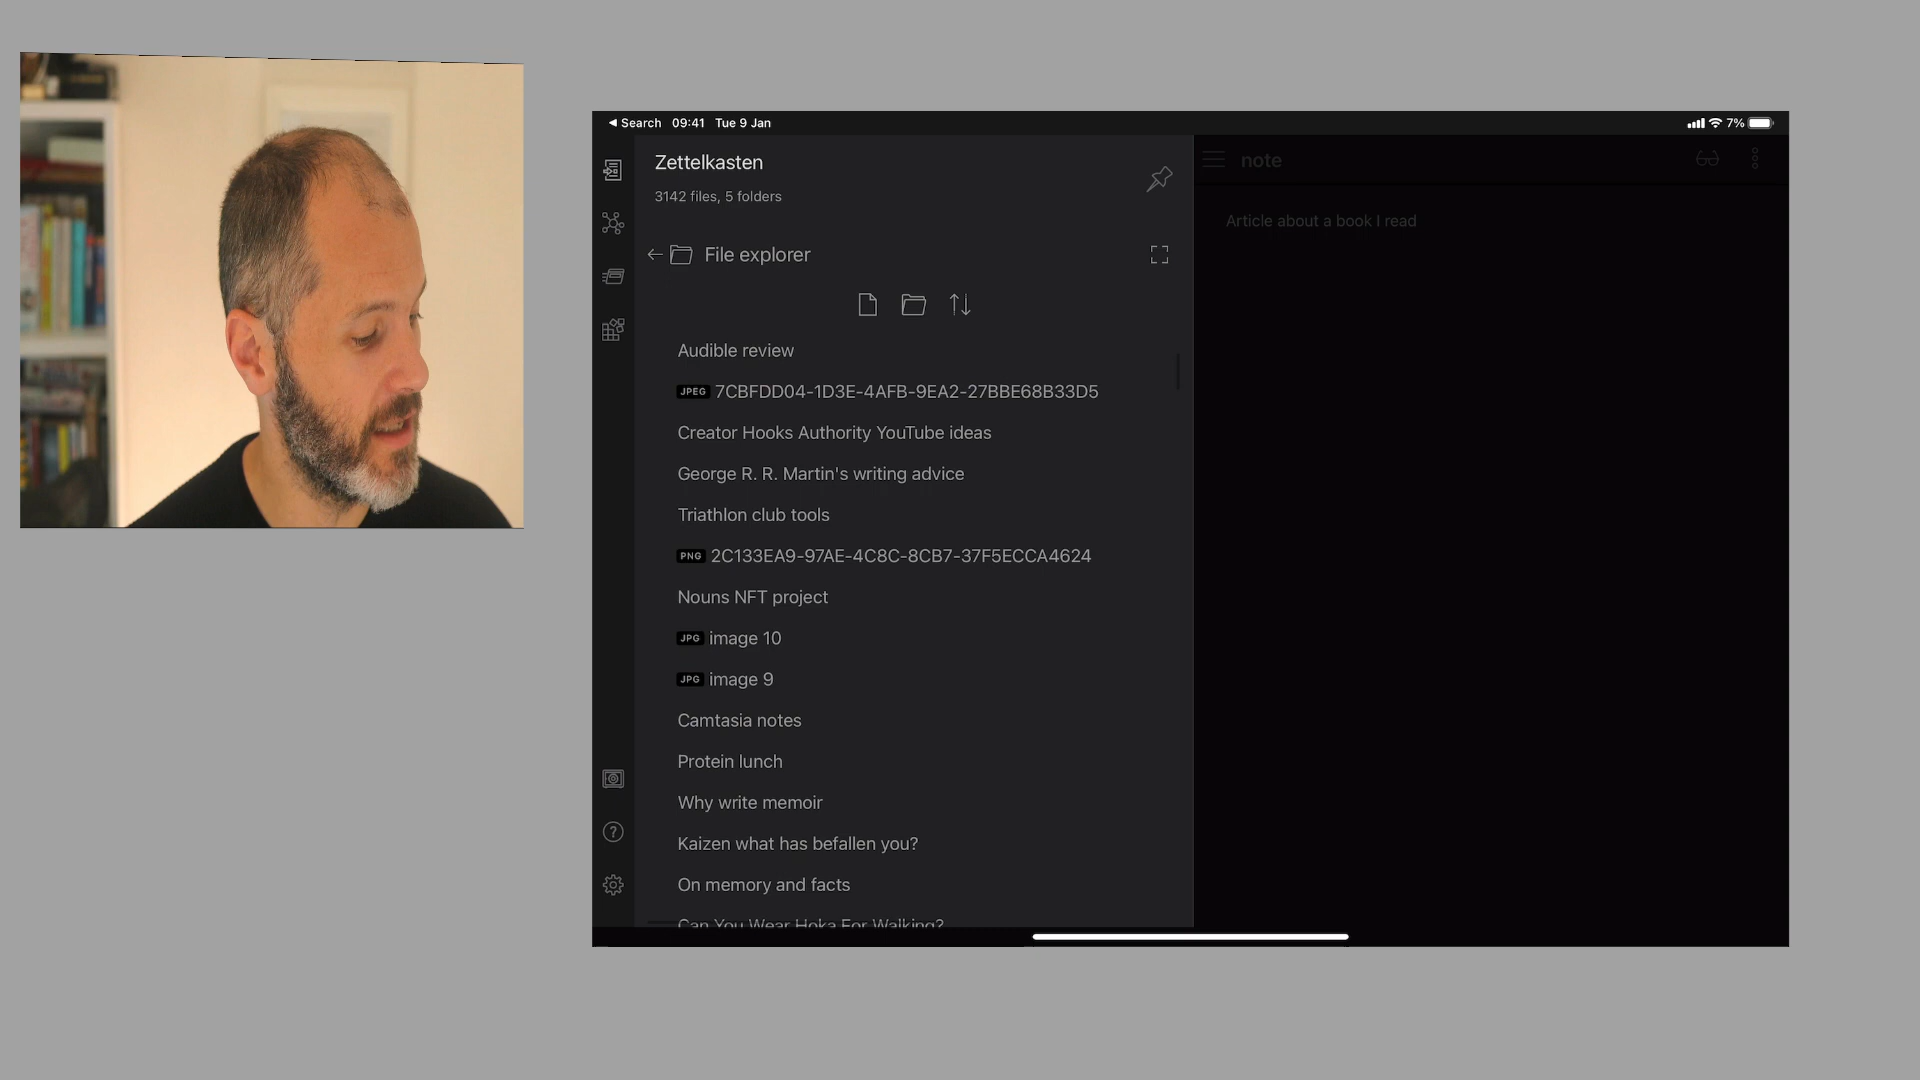 ◀ Search 09:41 Tue 9 Jan
7%
Zettelkasten
3142 files, 5 folders
File explorer
Audible review
JPEG 7CBFDD04-1D3E-4AFB-9EA2-27BBE68B33D5
Creator Hooks Authority YouTube ideas
George R. R. Martin's writing advice
Triathlon club tools
PNG 2C133EA9-97AE-4C8C-8CB7-37F5ECCA4624
Nouns NFT project
JPG image 10
JPG image 9
Camtasia notes
Protein lunch
Why write memoir
Kaizen what has befallen you?
On memory and facts
Can You Wear Hoka For Walking?
note
Article about a book I read